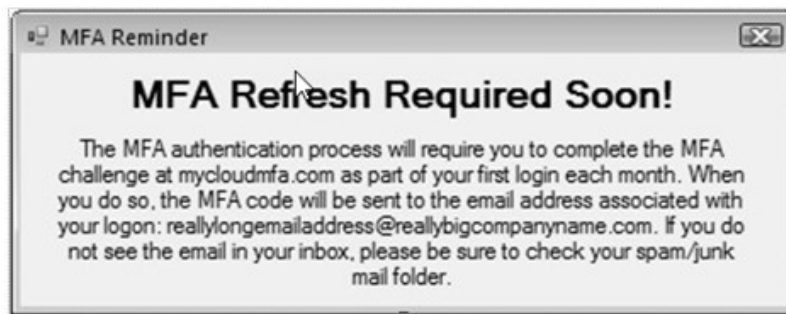 MFA Reminder
MFA Refresh Required Soon!
The MFA authentication process will require you to complete the MFA
challenge at mycloudmfa.com as part of your first login each month. When
you do so, the MFA code will be sent to the email address associated with
your logon: reallylongemailaddress@reallybigcompanyname.com. If you do
not see the email in your inbox, please be sure to check your spam/junk
mail folder.